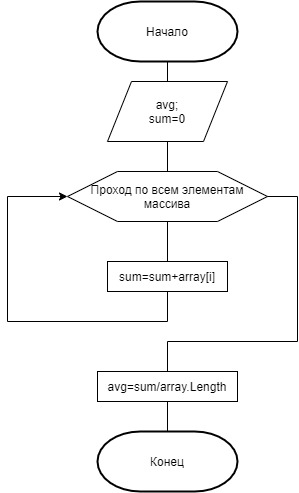 Начало
avg;
sum=0
Проход по всем элементам
массива
sum=sum+array[i]
avg=sum/array.Length
Конец